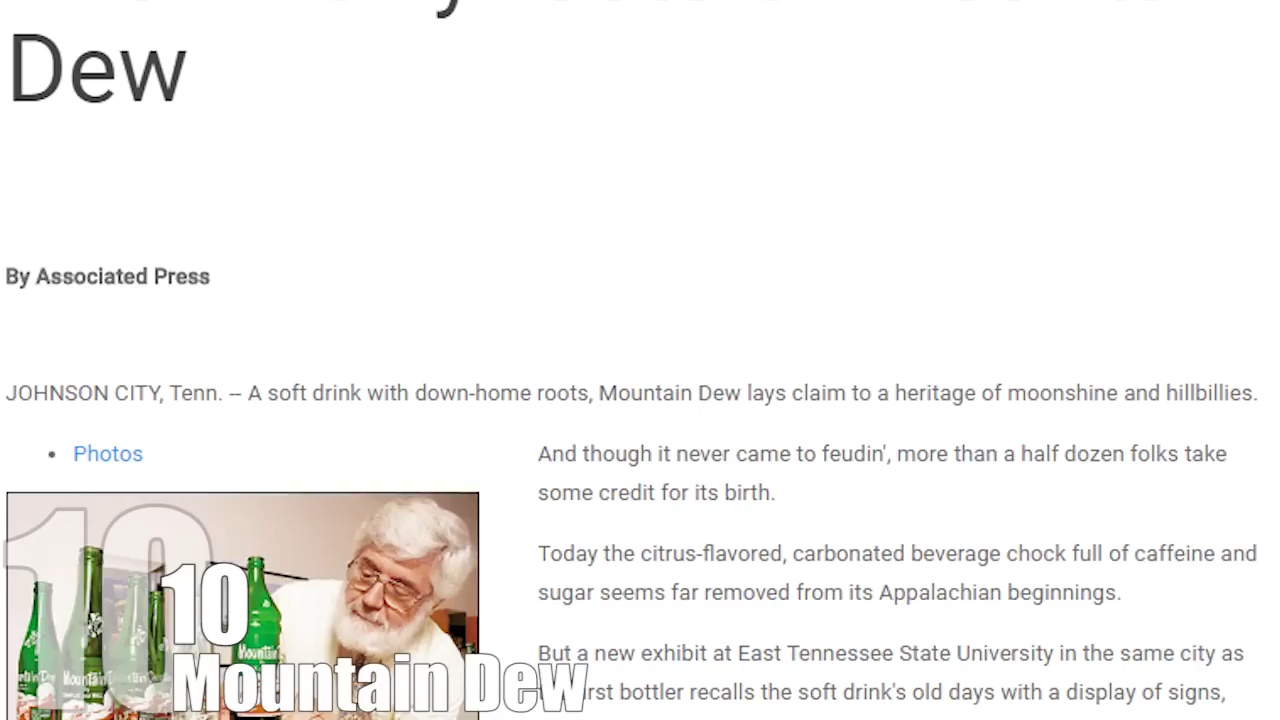 Dew
By Associated Press
JOHNSON CITY, Tenn. -- A soft drink with down-home roots, Mountain Dew lays claim to a heritage of moonshine and hillbillies.
• Photos
And though it never came to feudin', more than a half dozen folks take
some credit for its birth.
Today the citrus-flavored, carbonated beverage chock full of caffeine and
sugar seems far removed from its Appalachian beginnings.
But a new exhibit at East Tennessee State University in the same city as
bottler recalls the soft drink's old days with a display of signs,
10
10
Mountain Dew
Mountain